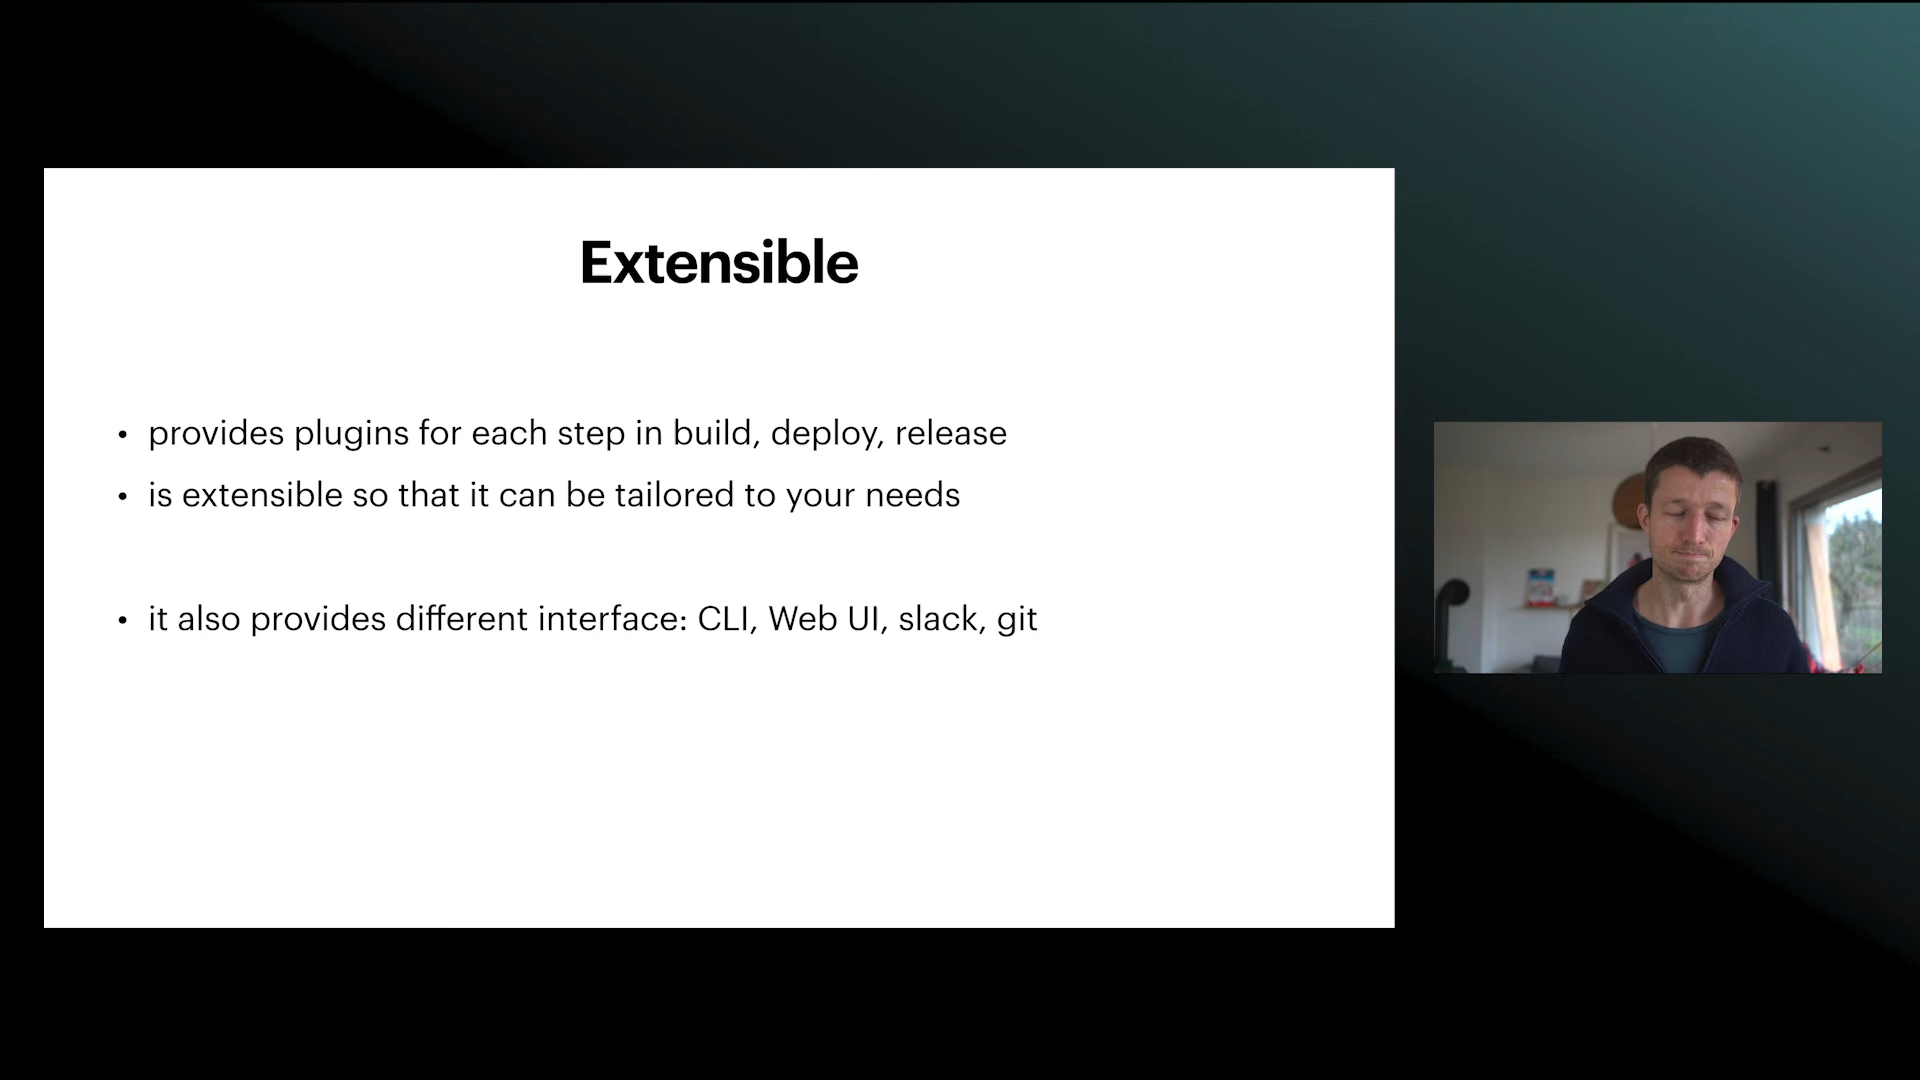 Extensible
• provides plugins for each step in build, deploy, release
• is extensible so that it can be tailored to your needs
• it also provides different interface: CLI, Web UI, slack, git